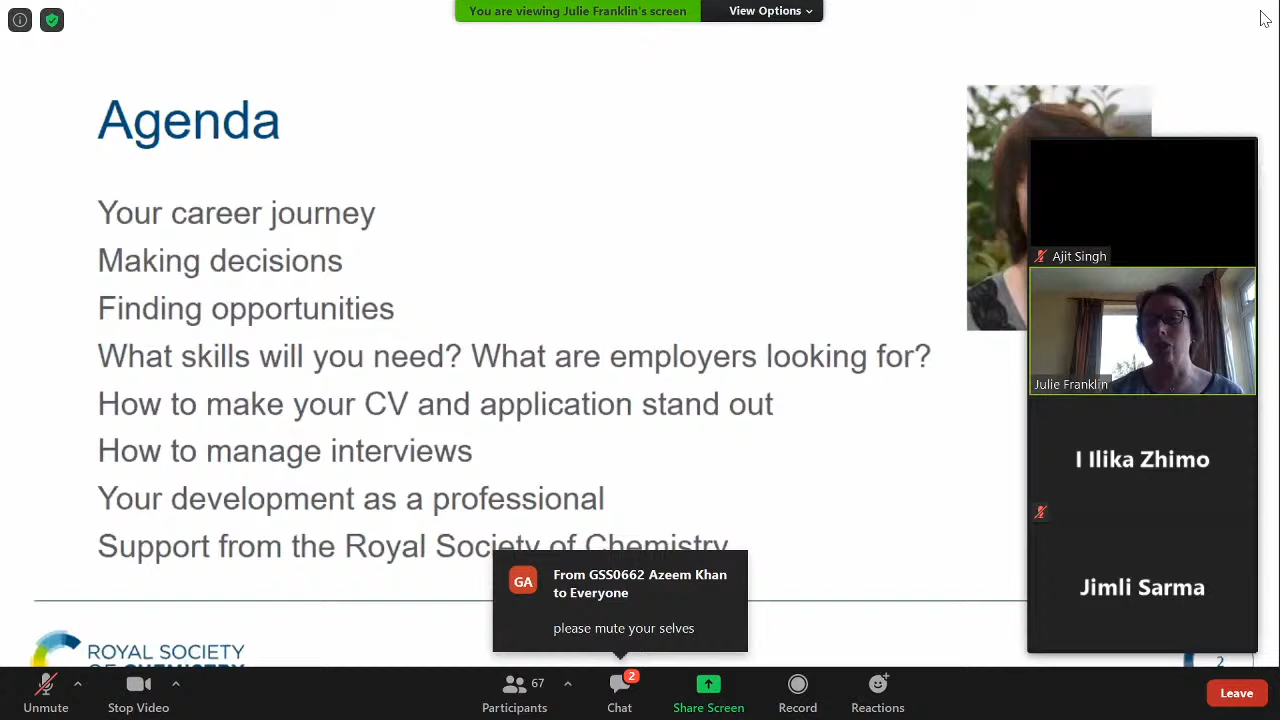 You are viewing Julie Franklin's screen
View Options
Agenda
Your career journey
Making decisions
Finding opportunities
What skills will you need? What are employers looking for?
How to make your CV and application stand out
How to manage interviews
Your development as a professional
Support from the Royal Society of Chemistry
Ajit Singh
Julie Franklin
I Ilika Zhimo
Jimli Sarma
GA
From GSS0662 Azeem Khan
to Everyone
please mute your selves
ROYAL SOCIETY
OF CHEMISTRY
2
Unmute
Stop Video
67
Participants
2
Chat
Share Screen
Record
Reactions
Leave